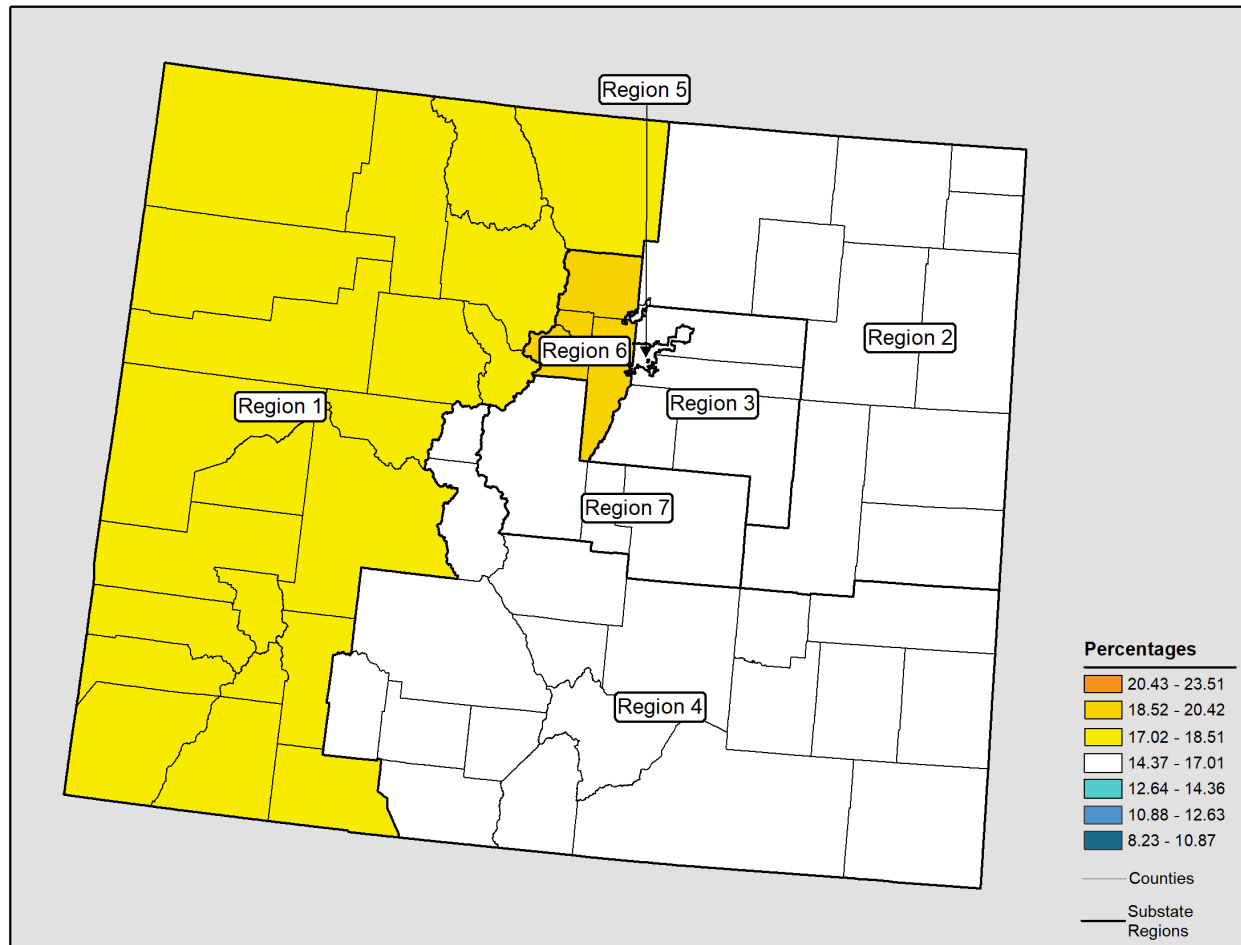 Region 5
Region 2
Region 6
Region 1
Region 3
Region 7
Region 4
Percentages
20.43 - 23.51
18.52 - 20.42
17.02 - 18.51
14.37 - 17.01
12.64 - 14.36
10.88 - 12.63
8.23 - 10.87
Counties
Substate
Regions